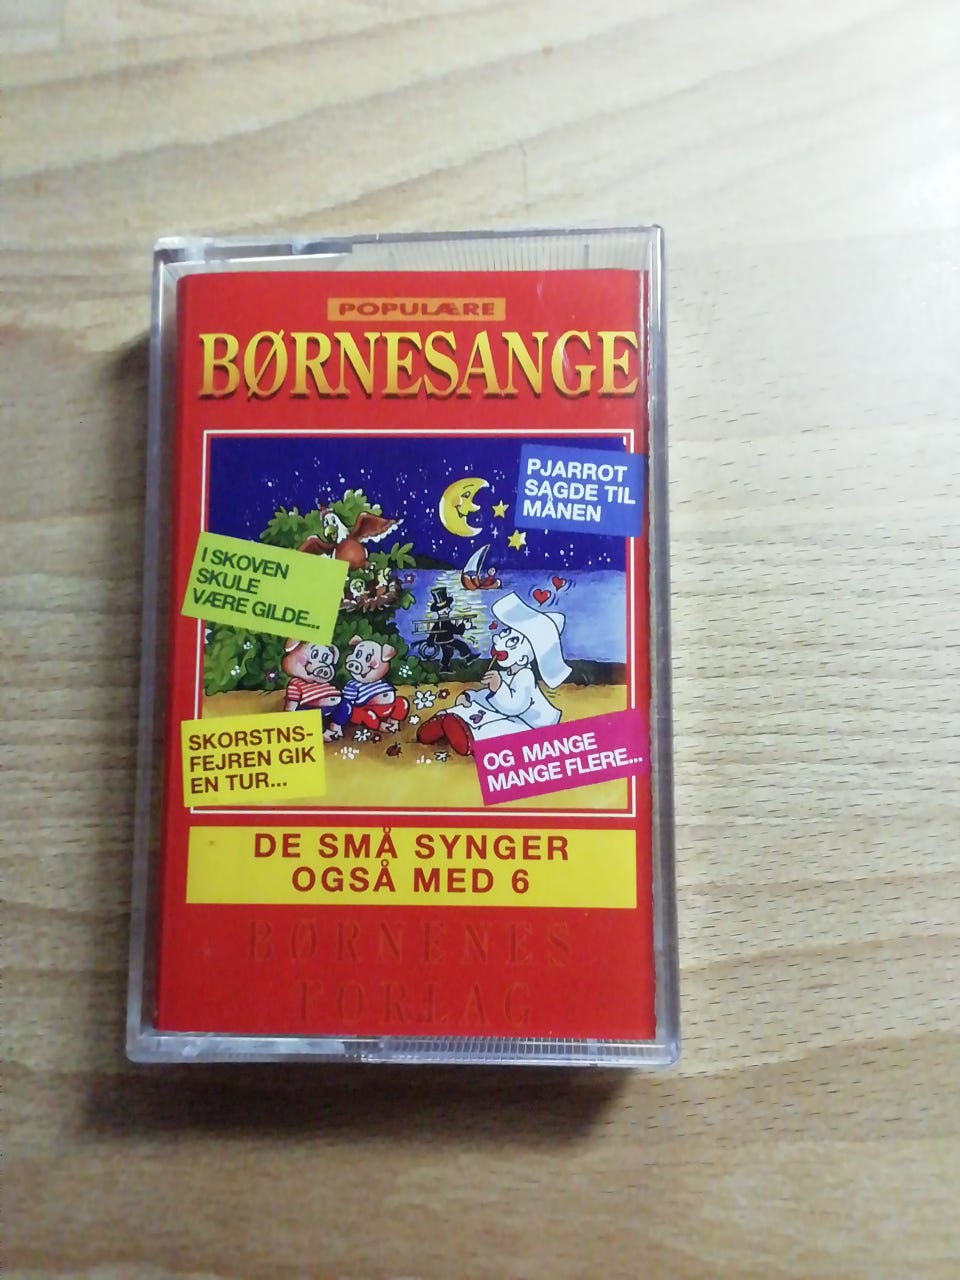 POPULÆRE
BØRNESANGE
PJARROT
SAGDE TIL
MÅNEN
I SKOVEN
SKULE
VÆRE GILDE...
SKORSTNS-
FEJREN GIK
EN TUR...
OG MANGE
MANGE FLERE...
DE SMÅ SYNGER
OGSÅ MED 6
BØRNENES
FORLAG